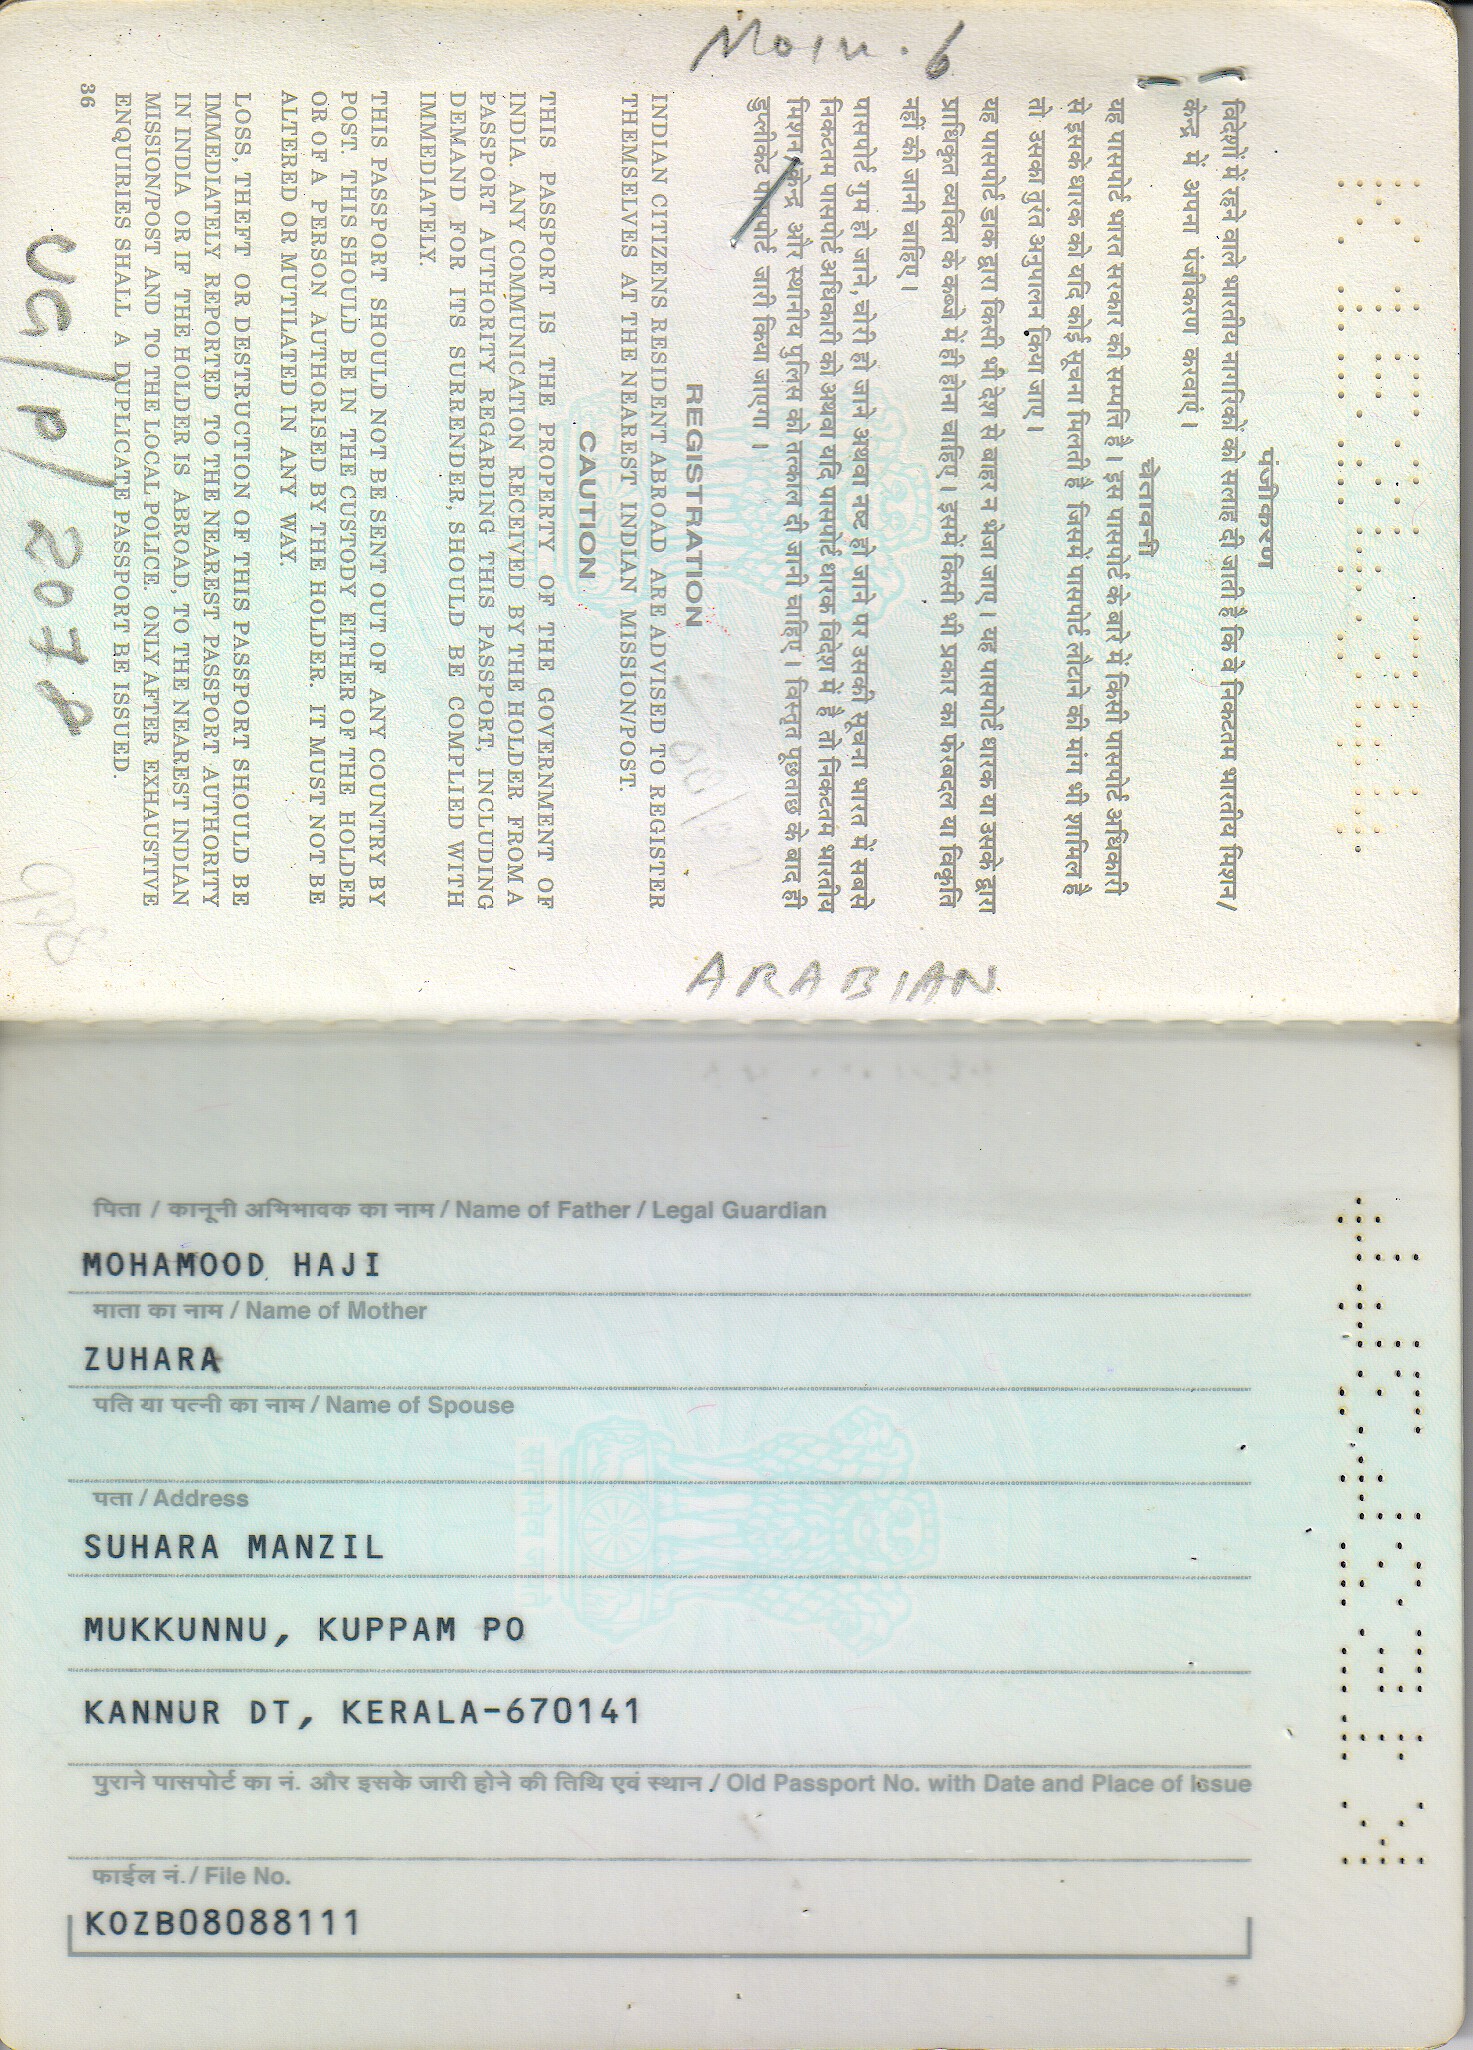 पंजीकरण
विदेशों में रहने वाले भारतीय नागरिकों को सलाह दी जाती है कि वे निकटतम भारतीय मिशन/
केन्द्र में अपना पंजीकरण करवाएं ।
चेतावनी
यह पासपोर्ट भारत सरकार की सम्पत्ति है । इस पासपोर्ट के बारे में किसी पासपोर्ट अधिकारी
से इसके धारक को यदि कोई सूचना मिलती है जिसमें पासपोर्ट लौटाने की मांग भी शामिल है
तो उसका तुरंत अनुपालन किया जाए ।
यह पासपोर्ट डाक द्वारा किसी भी देश से बाहर न भेजा जाए । यह पासपोर्ट धारक या उसके द्वारा
प्राधिकृत व्यक्ति के कब्जे में ही होना चाहिए । इसमें किसी भी प्रकार का फेरबदल या विकृति
नहीं की जानी चाहिए ।
पासपोर्ट गुम हो जाने, चोरी हो जाने अथवा नष्ट हो जाने पर उसकी सूचना भारत में सबसे
निकटतम पासपोर्ट अधिकारी को अथवा यदि पासपोर्ट धारक विदेश में है तो निकटतम भारतीय
मिशन/केन्द्र और स्थानीय पुलिस को तत्काल दी जानी चाहिए । विस्तृत पूछताछ के बाद ही
डुप्लीकेट पासपोर्ट जारी किया जाएगा ।
REGISTRATION
INDIAN CITIZENS RESIDENT ABROAD ARE ADVISED TO REGISTER
THEMSELVES AT THE NEAREST INDIAN MISSION/POST.
CAUTION
THIS PASSPORT IS THE PROPERTY OF THE GOVERNMENT OF
INDIA. ANY COMMUNICATION RECEIVED BY THE HOLDER FROM A
PASSPORT AUTHORITY REGARDING THIS PASSPORT, INCLUDING
DEMAND FOR ITS SURRENDER, SHOULD BE COMPLIED WITH
IMMEDIATELY.
THIS PASSPORT SHOULD NOT BE SENT OUT OF ANY COUNTRY BY
POST. THIS SHOULD BE IN THE CUSTODY EITHER OF THE HOLDER
OR OF A PERSON AUTHORISED BY THE HOLDER. IT MUST NOT BE
ALTERED OR MUTILATED IN ANY WAY.
LOSS, THEFT OR DESTRUCTION OF THIS PASSPORT SHOULD BE
IMMEDIATELY REPORTED TO THE NEAREST PASSPORT AUTHORITY
IN INDIA OR IF THE HOLDER IS ABROAD, TO THE NEAREST INDIAN
MISSION/POST AND TO THE LOCAL POLICE. ONLY AFTER EXHAUSTIVE
ENQUIRIES SHALL A DUPLICATE PASSPORT BE ISSUED.
36
ARABIAN
पिता / कानूनी अभिभावक का नाम / Name of Father / Legal Guardian
MOHAMOOD HAJI
माता का नाम / Name of Mother
ZUHARA
पति या पत्नी का नाम / Name of Spouse
पता / Address
SUHARA MANZIL
MUKKUNNU, KUPPAM PO
KANNUR DT, KERALA-670141
पुराने पासपोर्ट का नं. और इसके जारी होने की तिथि एवं स्थान / Old Passport No. with Date and Place of Issue
फाईल नं. / File No.
KOZB08088111